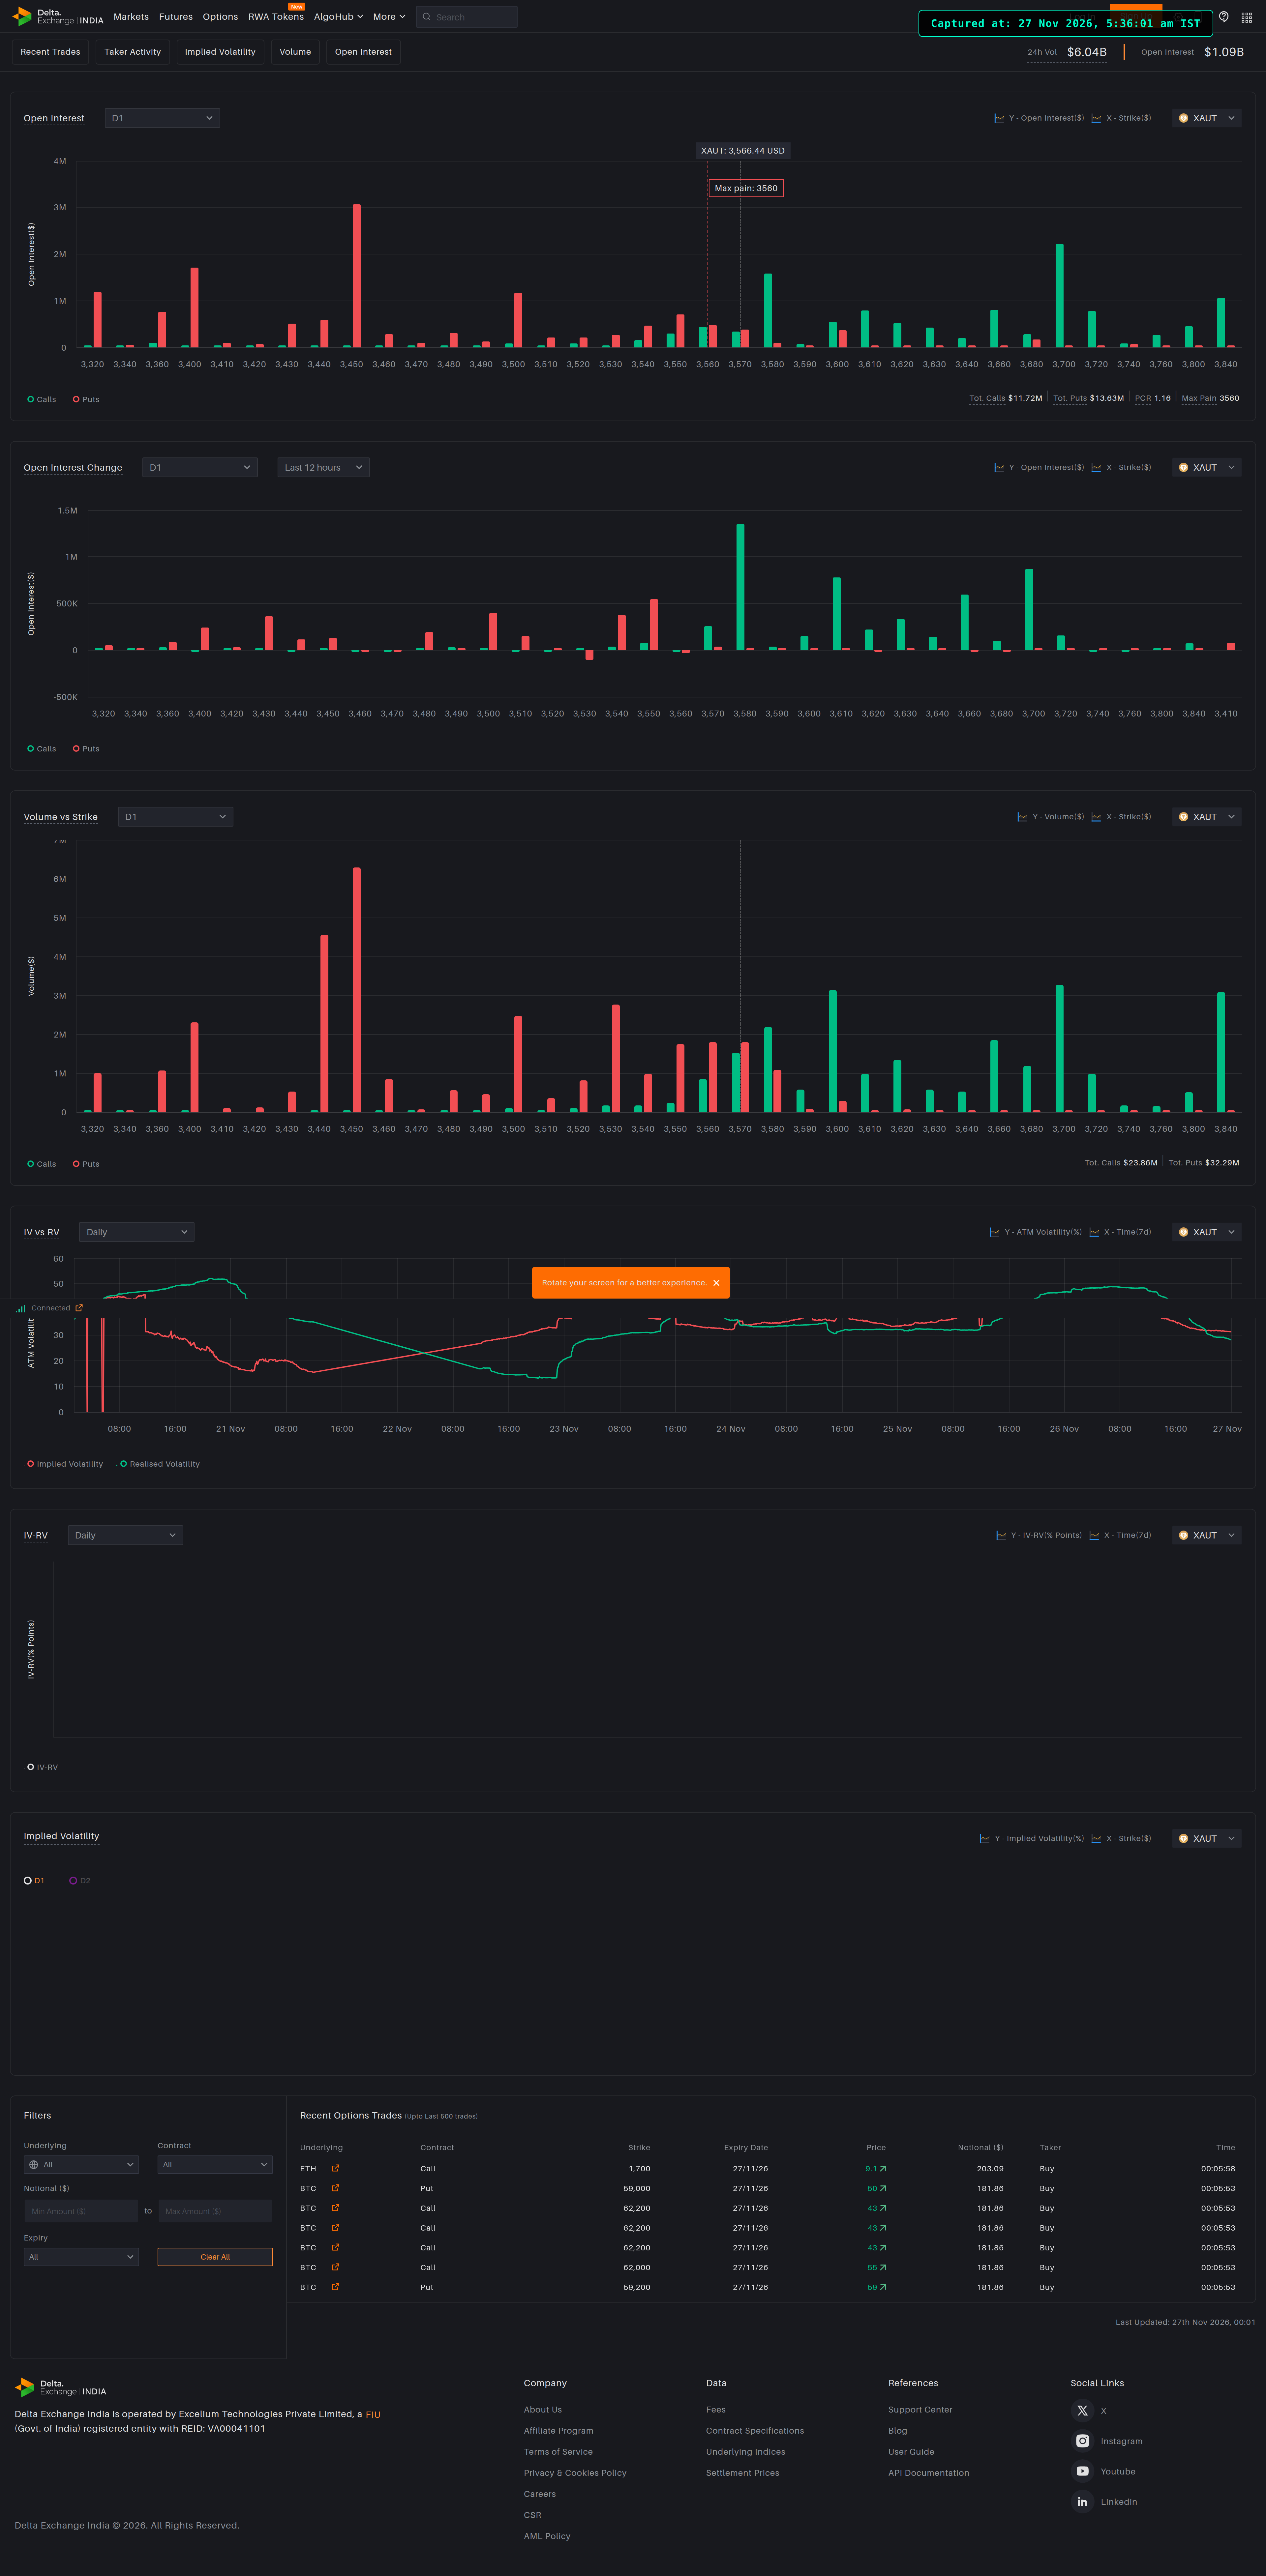 Delta. Exchange | INDIA Markets Futures Options RWA Tokens New AlgoHub More Search
Captured at: 27 Nov 2026, 5:36:01 am IST
Recent Trades Taker Activity Implied Volatility Volume Open Interest 24h Vol $6.04B Open Interest $1.09B
Open Interest D1 Y - Open Interest($) X - Strike($) XAUT
XAUT: 3,566.44 USD
Max pain: 3560
Open Interest($)
4M
3M
2M
1M
0
3,320 3,340 3,360 3,400 3,410 3,420 3,430 3,440 3,450 3,460 3,470 3,480 3,490 3,500 3,510 3,520 3,530 3,540 3,550 3,560 3,570 3,580 3,590 3,600 3,610 3,620 3,630 3,640 3,660 3,680 3,700 3,720 3,740 3,760 3,800 3,840
Calls Puts Tot. Calls $11.72M Tot. Puts $13.63M PCR 1.16 Max Pain 3560
Open Interest Change D1 Last 12 hours Y - Open Interest($) X - Strike($) XAUT
Open Interest($)
1.5M
1M
500K
0
-500K
3,320 3,340 3,360 3,400 3,420 3,430 3,440 3,450 3,460 3,470 3,480 3,490 3,500 3,510 3,520 3,530 3,540 3,550 3,560 3,570 3,580 3,590 3,600 3,610 3,620 3,630 3,640 3,660 3,680 3,700 3,720 3,740 3,760 3,800 3,840 3,410
Calls Puts
Volume vs Strike D1 Y - Volume($) X - Strike($) XAUT
Volume($)
7M
6M
5M
4M
3M
2M
1M
0
3,320 3,340 3,360 3,400 3,410 3,420 3,430 3,440 3,450 3,460 3,470 3,480 3,490 3,500 3,510 3,520 3,530 3,540 3,550 3,560 3,570 3,580 3,590 3,600 3,610 3,620 3,630 3,640 3,660 3,680 3,700 3,720 3,740 3,760 3,800 3,840
Calls Puts Tot. Calls $23.86M Tot. Puts $32.29M
IV vs RV Daily Y - ATM Volatility(%) X - Time(7d) XAUT
60
50
Rotate your screen for a better experience.
Connected
ATM Volatilit
30
20
10
0
08:00 16:00 21 Nov 08:00 16:00 22 Nov 08:00 16:00 23 Nov 08:00 16:00 24 Nov 08:00 16:00 25 Nov 08:00 16:00 26 Nov 08:00 16:00 27 Nov
Implied Volatility Realised Volatility
IV-RV Daily Y - IV-RV(% Points) X - Time(7d) XAUT
IV-RV(% Points)
IV-RV
Implied Volatility Y - Implied Volatility(%) X - Strike($) XAUT
D1 D2
Filters
Underlying Contract
All All
Notional ($)
Min Amount ($) to Max Amount ($)
Expiry
All Clear All
Recent Options Trades (Upto Last 500 trades)
Underlying Contract Strike Expiry Date Price Notional ($) Taker Time
ETH Call 1,700 27/11/26 9.1 203.09 Buy 00:05:58
BTC Put 59,000 27/11/26 50 181.86 Buy 00:05:53
BTC Call 62,200 27/11/26 43 181.86 Buy 00:05:53
BTC Call 62,200 27/11/26 43 181.86 Buy 00:05:53
BTC Call 62,200 27/11/26 43 181.86 Buy 00:05:53
BTC Call 62,000 27/11/26 55 181.86 Buy 00:05:53
BTC Put 59,200 27/11/26 59 181.86 Buy 00:05:53
Last Updated: 27th Nov 2026, 00:01
Delta. Exchange | INDIA
Delta Exchange India is operated by Excelium Technologies Private Limited, a FIU
(Govt. of India) registered entity with REID: VA00041101
Delta Exchange India © 2026. All Rights Reserved.
Company
About Us
Affiliate Program
Terms of Service
Privacy & Cookies Policy
Careers
CSR
AML Policy
Data
Fees
Contract Specifications
Underlying Indices
Settlement Prices
References
Support Center
Blog
User Guide
API Documentation
Social Links
X
Instagram
Youtube
Linkedin